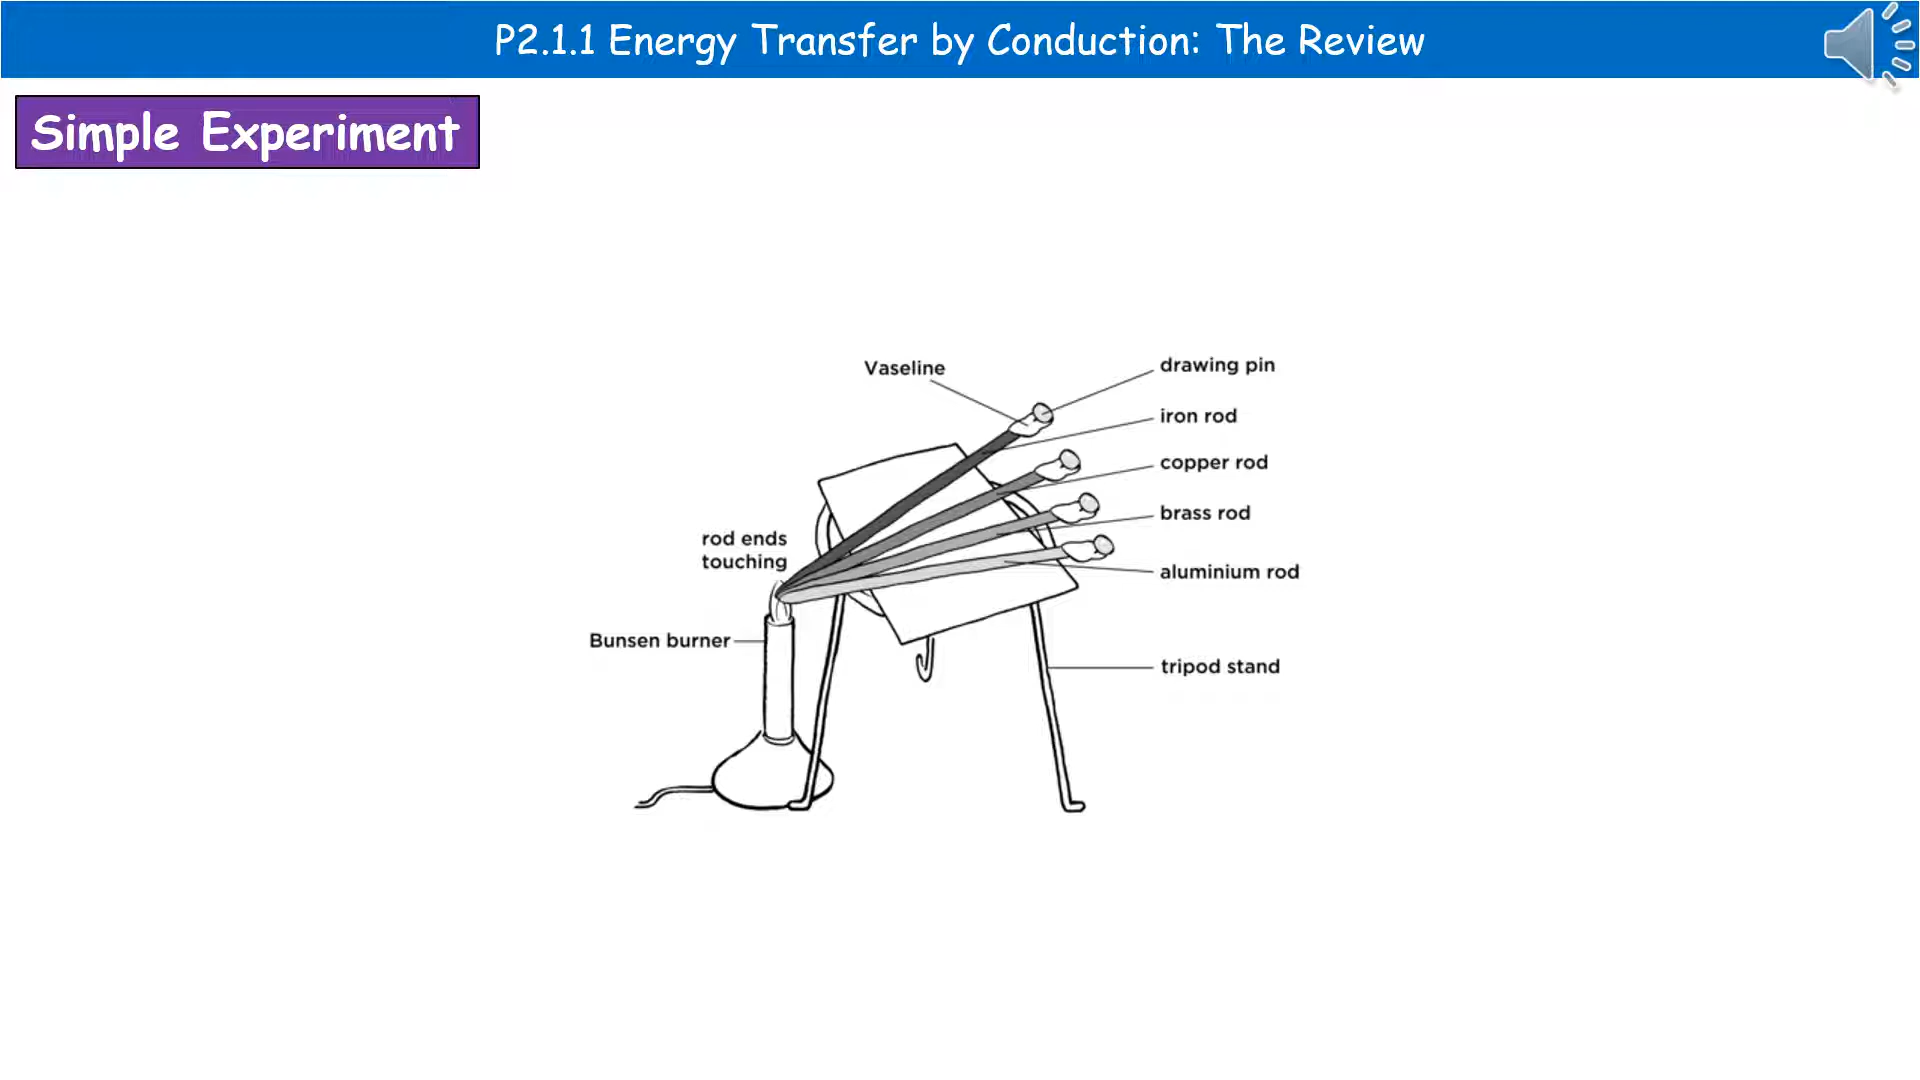 P2.1.1 Energy Transfer by Conduction: The Review
Simple Experiment
Vaseline
drawing pin
iron rod
copper rod
brass rod
rod ends
touching
aluminium rod
Bunsen burner
tripod stand